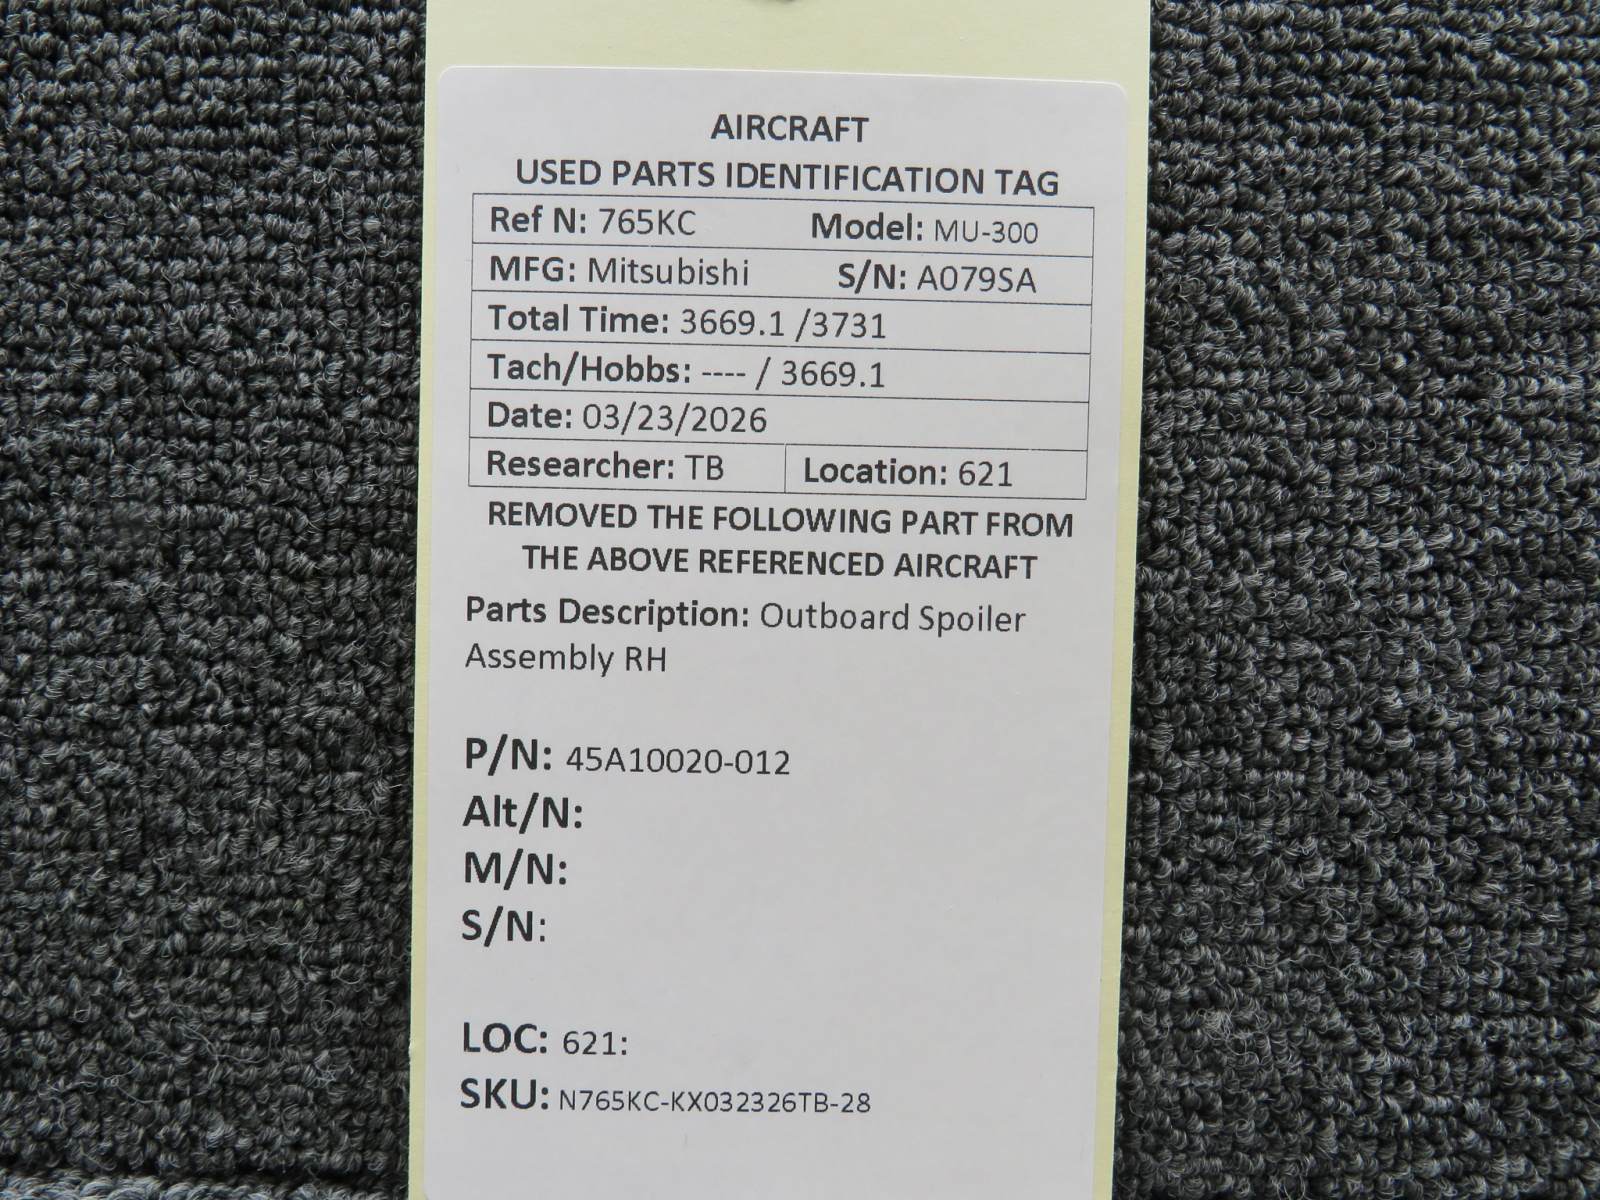 AIRCRAFT
USED PARTS IDENTIFICATION TAG
Ref N: 765KC Model: MU-300
MFG: Mitsubishi S/N: A079SA
Total Time: 3669.1 /3731
Tach/Hobbs: ---- / 3669.1
Date: 03/23/2026
Researcher: TB Location: 621
REMOVED THE FOLLOWING PART FROM
THE ABOVE REFERENCED AIRCRAFT
Parts Description: Outboard Spoiler
Assembly RH
P/N: 45A10020-012
Alt/N:
M/N:
S/N:
LOC: 621:
SKU: N765KC-KX032326TB-28